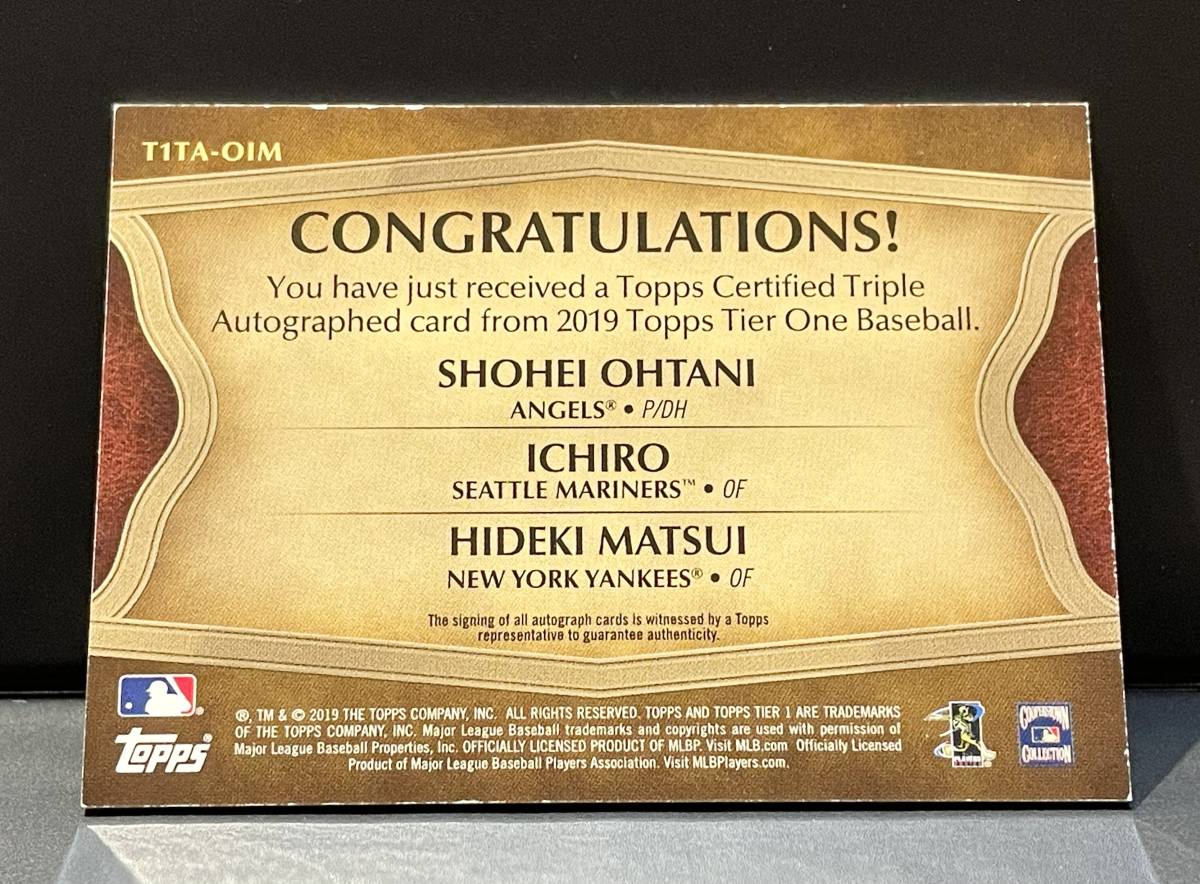 T1TA-OIM
CONGRATULATIONS!
You have just received a Topps Certified Triple
Autographed card from 2019 Topps Tier One Baseball.
SHOHEI OHTANI
ANGELS® • P/DH
ICHIRO
SEATTLE MARINERS™ • OF
HIDEKI MATSUI
NEW YORK YANKEES® • OF
The signing of all autograph cards is witnessed by a Topps
representative to guarantee authenticity.
®, TM & © 2019 THE TOPPS COMPANY, INC. ALL RIGHTS RESERVED. TOPPS AND TOPPS TIER 1 ARE TRADEMARKS
OF THE TOPPS COMPANY, INC. Major League Baseball trademarks and copyrights are used with permission of
Major League Baseball Properties, Inc. OFFICIALLY LICENSED PRODUCT OF MLBP. Visit MLB.com Officially Licensed
Product of Major League Baseball Players Association. Visit MLBPlayers.com.
topps®
PLAYERS
COOPERSTOWN
COLLECTION